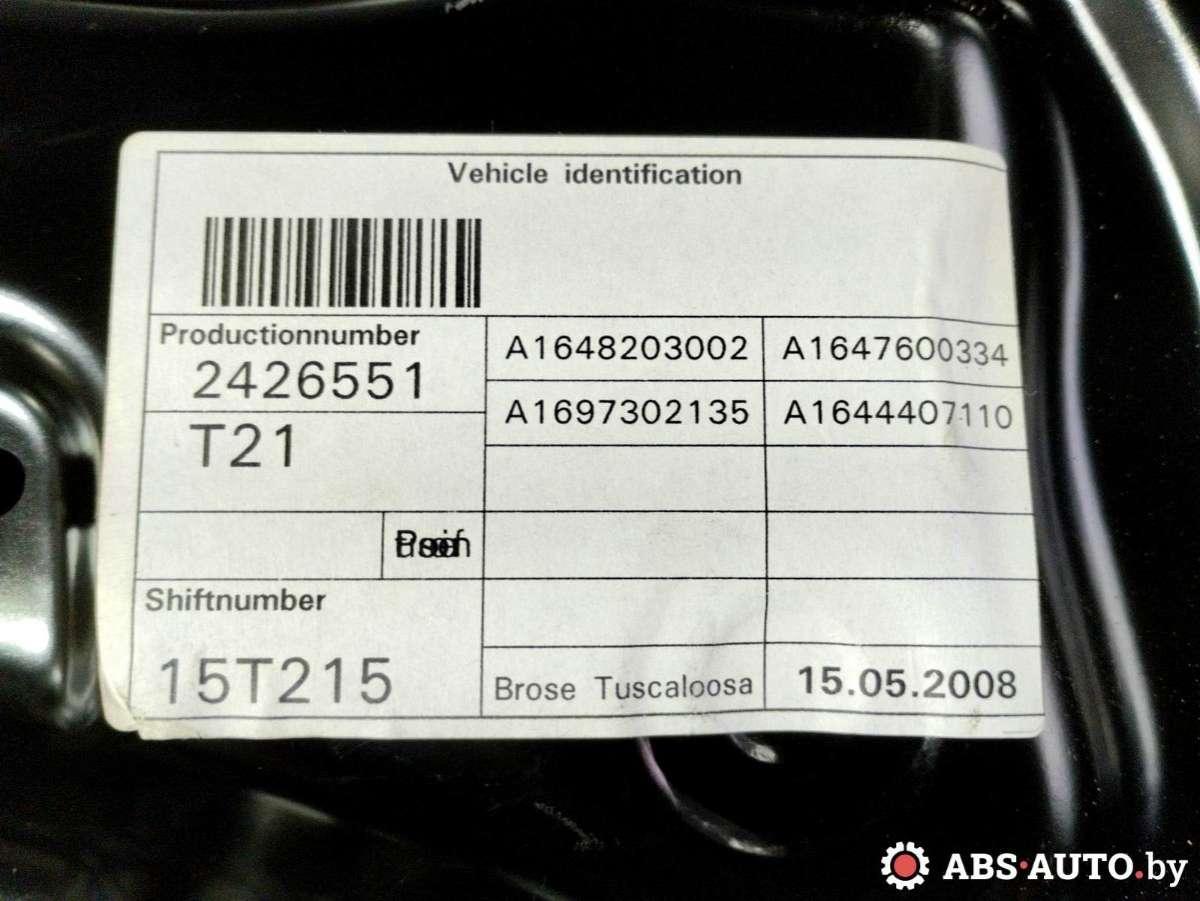 Vehicle identification
Productionnumber
2426551
A1648203002
A1647600334
A1697302135
A1644407110
T21
Shiftnumber
15T215
Brose Tuscaloosa
15.05.2008
ABS·AUTO.by